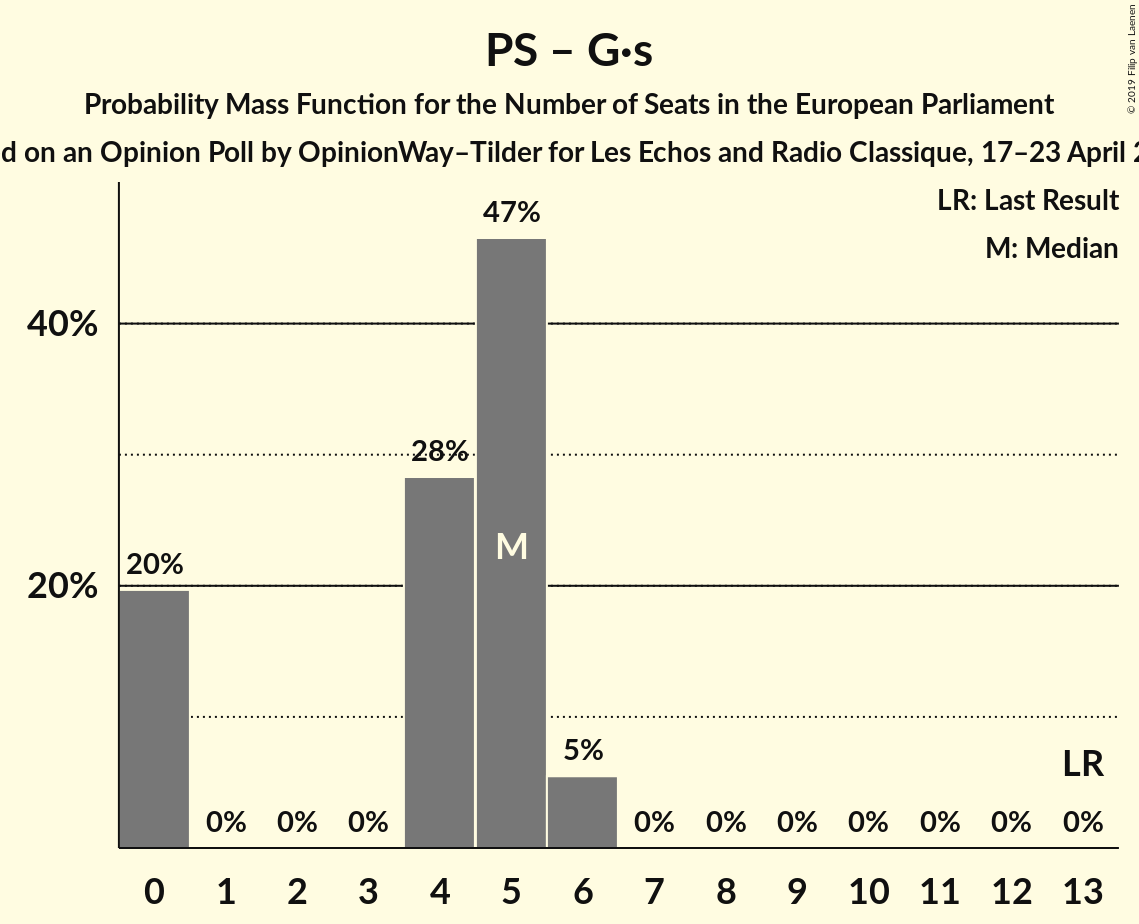 PS – G·s
Probability Mass Function for the Number of Seats in the European Parliament
d on an Opinion Poll by OpinionWay–Tilder for Les Echos and Radio Classique, 17–23 April 2
© 2019 Filip van Laenen
LR: Last Result
M: Median
47%
40%
28%
M
20%
20%
5%
LR
0% 0% 0% 0% 0% 0% 0% 0% 0% 0%
0 1 2 3 4 5 6 7 8 9 10 11 12 13